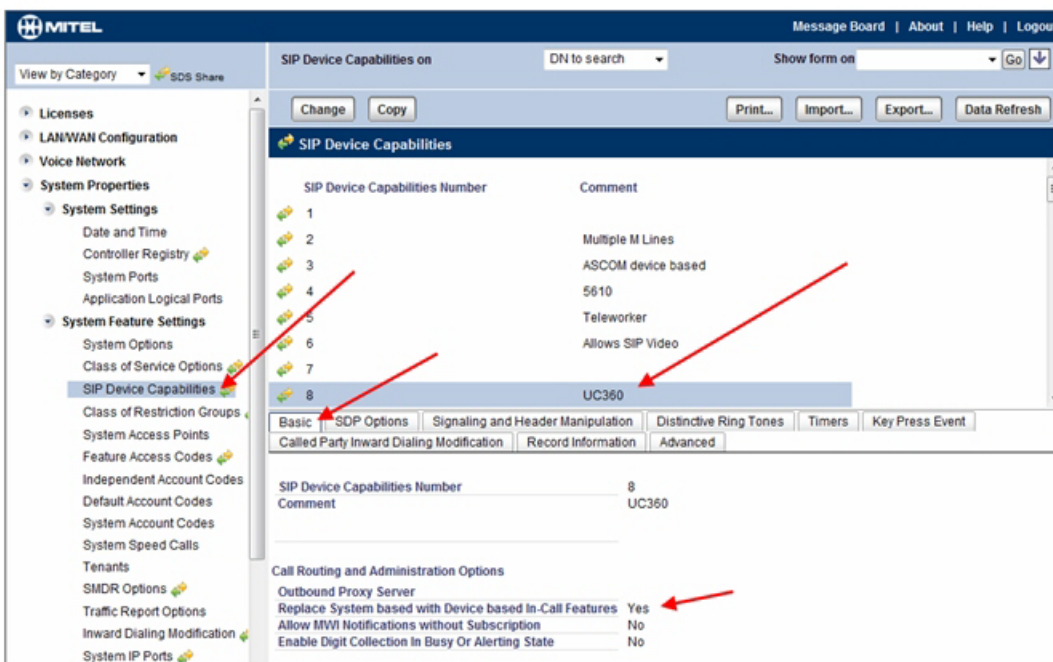 MITEL
Message Board | About | Help | Logou
View by Category SDS Share
SIP Device Capabilities on DN to search Show form on Go
Licenses
LAN/WAN Configuration
Voice Network
System Properties
System Settings
Date and Time
Controller Registry
System Ports
Application Logical Ports
System Feature Settings
System Options
Class of Service Options
SIP Device Capabilities
Class of Restriction Groups
System Access Points
Feature Access Codes
Independent Account Codes
Default Account Codes
System Account Codes
System Speed Calls
Tenants
SMDR Options
Traffic Report Options
Inward Dialing Modification
System IP Ports
Change Copy Print... Import... Export... Data Refresh
SIP Device Capabilities
SIP Device Capabilities Number Comment
1
2 Multiple M Lines
3 ASCOM device based
4 5610
5 Teleworker
6 Allows SIP Video
7
8 UC360
Basic SDP Options Signaling and Header Manipulation Distinctive Ring Tones Timers Key Press Event
Called Party Inward Dialing Modification Record Information Advanced
SIP Device Capabilities Number 8
Comment UC360
Call Routing and Administration Options
Outbound Proxy Server
Replace System based with Device based In-Call Features Yes
Allow MWI Notifications without Subscription No
Enable Digit Collection In Busy Or Alerting State No